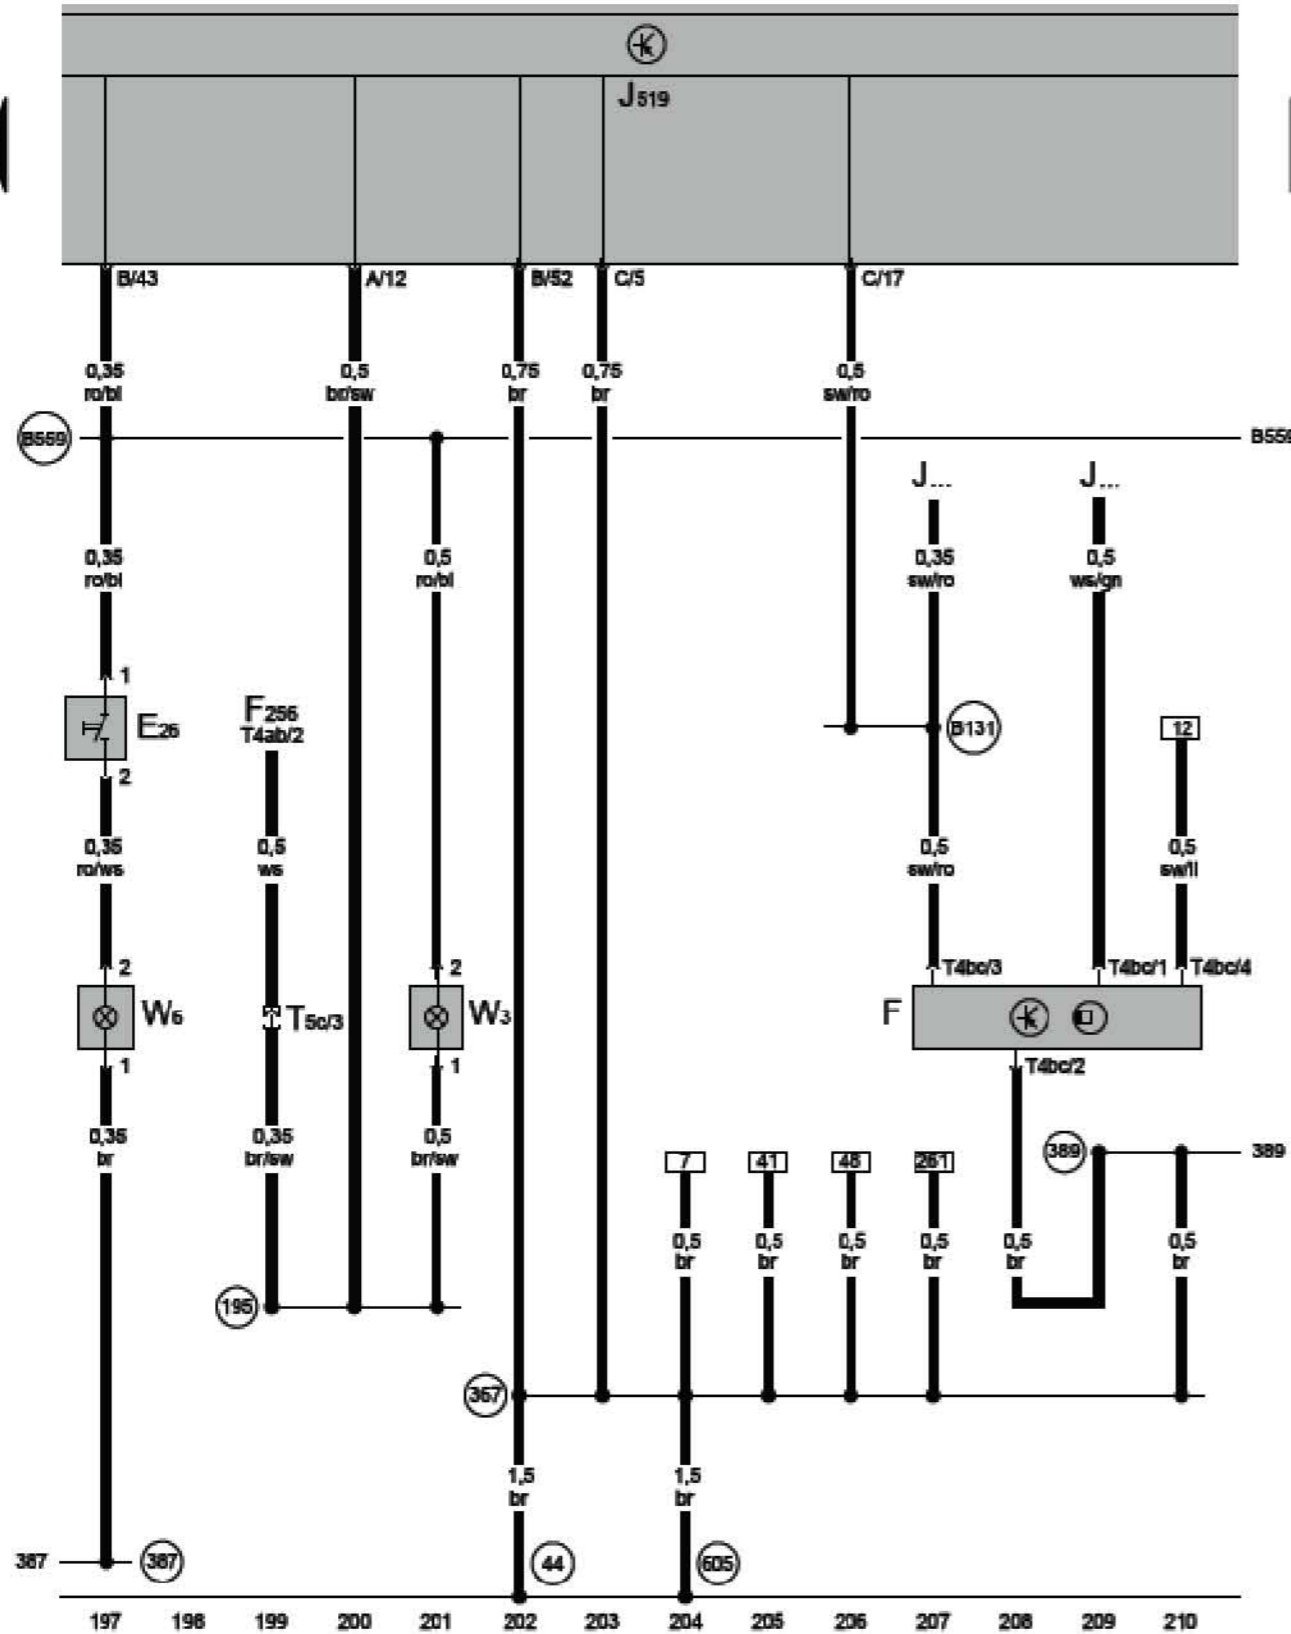 J519
B/43 A/12 B/52 C/5 C/17
0,35 0,5 0,75 0,75 0,5
ro/bl br/sw br br sw/ro
B559 B559
J... J...
0,35 0,5 0,35 0,5
ro/bl ro/bl sw/ro ws/gn
1
E26 F256 B131 12
T4ab/2
2
0,35 0,5 0,5 0,5
ro/ws ws sw/ro sw/li
2 2 T4bc/3 T4bc/1 T4bc/4
W6 T5c/3 W3 F
1 1 T4bc/2
0,35 0,35 0,5
br br/sw br/sw
7 41 46 261 389 389
0,5 0,5 0,5 0,5 0,5 0,5
br br br br br br
195
367
1,5 1,5
br br
387 387 44 605
197 198 199 200 201 202 203 204 205 206 207 208 209 210